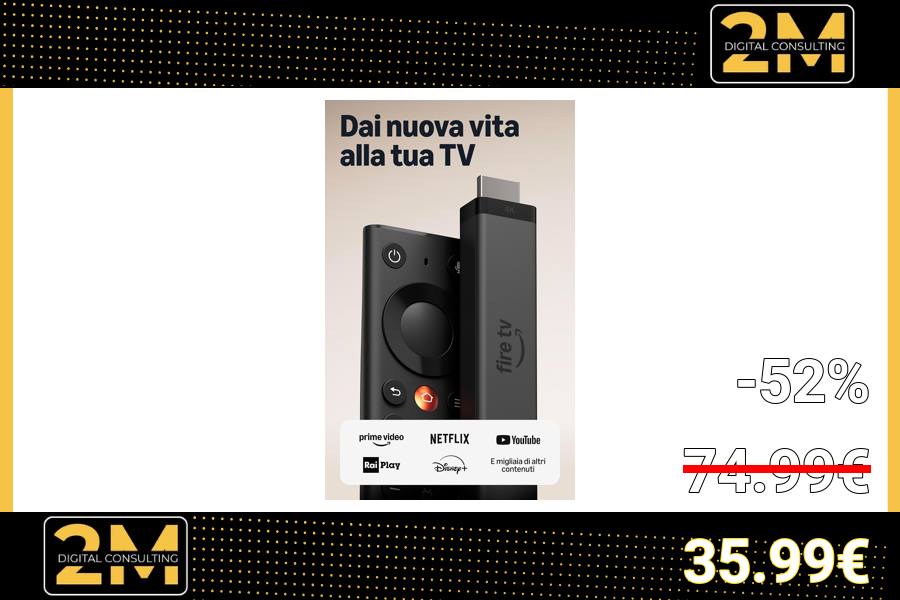 2M
DIGITAL CONSULTING
Dai nuova vita
alla tua TV
4K
fire tv
prime video
NETFLIX
YouTube
Rai Play
Disney+
E migliaia di altri
contenuti
-52%
74.99€
2M
DIGITAL CONSULTING
35.99€